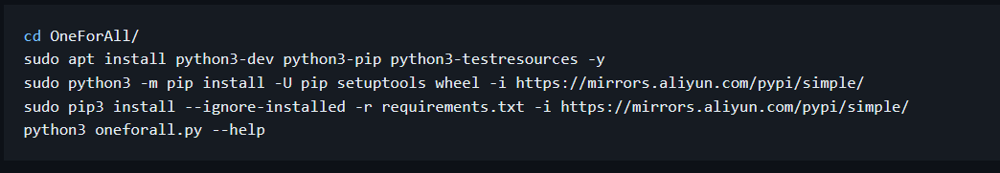 cd OneForAll/
sudo apt install python3-dev python3-pip python3-testresources -y
sudo python3 -m pip install -U pip setuptools wheel -i https://mirrors.aliyun.com/pypi/simple/
sudo pip3 install --ignore-installed -r requirements.txt -i https://mirrors.aliyun.com/pypi/simple/
python3 oneforall.py --help